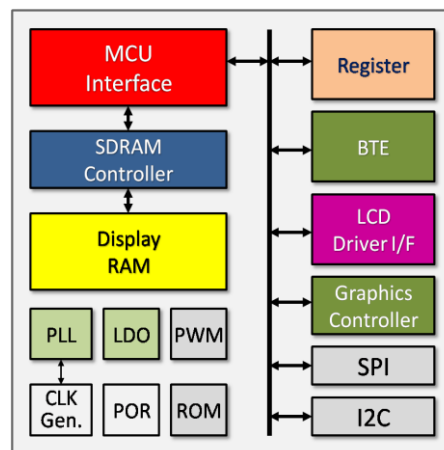 MCU
Interface
SDRAM
Controller
Display
RAM
PLL
LDO
PWM
CLK
Gen.
POR
ROM
Register
BTE
LCD
Driver I/F
Graphics
Controller
SPI
I2C